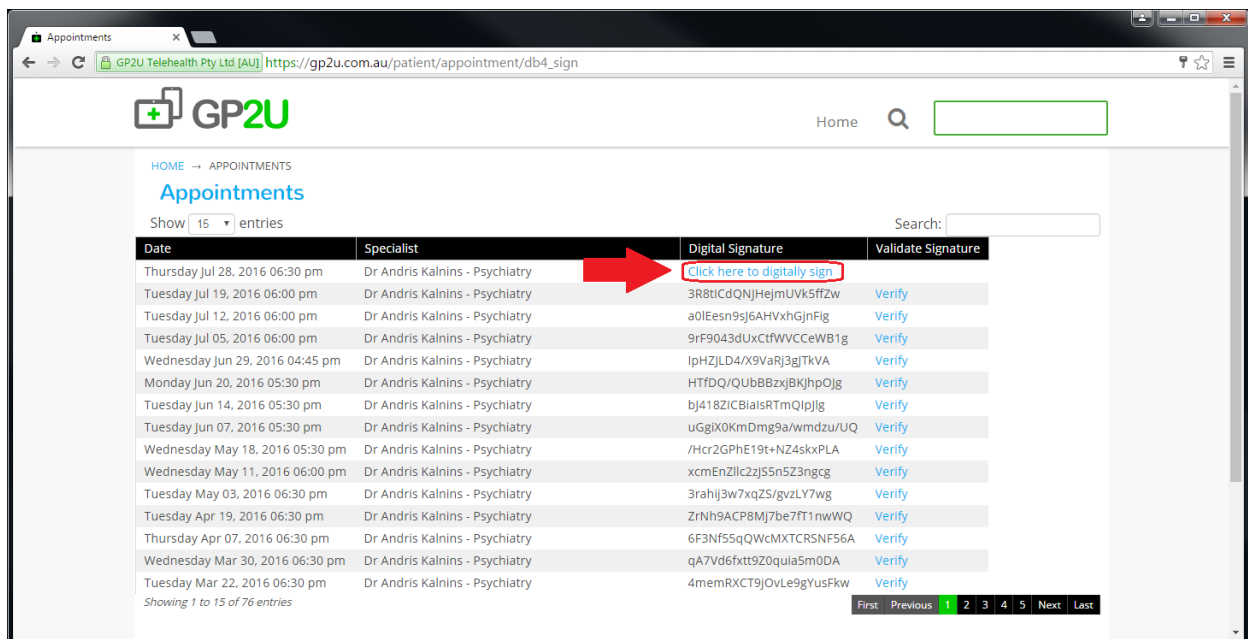 Appointments
GP2U Telehealth Pty Ltd [AU] https://gp2u.com.au/patient/appointment/db4_sign
GP2U
Home
HOME → APPOINTMENTS
Appointments
Show 15 entries Search:
Date Specialist Digital Signature Validate Signature
Thursday Jul 28, 2016 06:30 pm Dr Andris Kalnins - Psychiatry Click here to digitally sign
Tuesday Jul 19, 2016 06:00 pm Dr Andris Kalnins - Psychiatry 3R8tICdQNJHejmUVk5ffZw Verify
Tuesday Jul 12, 2016 06:00 pm Dr Andris Kalnins - Psychiatry a0lEesn9sJ6AHVxhGjnFig Verify
Tuesday Jul 05, 2016 06:00 pm Dr Andris Kalnins - Psychiatry 9rF9043dUxCtfWVCCeWB1g Verify
Wednesday Jun 29, 2016 04:45 pm Dr Andris Kalnins - Psychiatry IpHZJLD4/X9VaRj3gJTkVA Verify
Monday Jun 20, 2016 05:30 pm Dr Andris Kalnins - Psychiatry HTfDQ/QUbBBzxjBKJhpOJg Verify
Tuesday Jun 14, 2016 05:30 pm Dr Andris Kalnins - Psychiatry bJ418ZICBiaIsRTmQIpJlg Verify
Tuesday Jun 07, 2016 05:30 pm Dr Andris Kalnins - Psychiatry uGgiX0KmDmg9a/wmdzu/UQ Verify
Wednesday May 18, 2016 05:30 pm Dr Andris Kalnins - Psychiatry /Hcr2GPhE19t+NZ4skxPLA Verify
Wednesday May 11, 2016 06:00 pm Dr Andris Kalnins - Psychiatry xcmEnZllc2zJS5n5Z3ngcg Verify
Tuesday May 03, 2016 06:30 pm Dr Andris Kalnins - Psychiatry 3rahij3w7xqZS/gvzLY7wg Verify
Tuesday Apr 19, 2016 06:30 pm Dr Andris Kalnins - Psychiatry ZrNh9ACP8Mj7be7fT1nwWQ Verify
Thursday Apr 07, 2016 06:30 pm Dr Andris Kalnins - Psychiatry 6F3Nf55qQWcMXTCRSNF56A Verify
Wednesday Mar 30, 2016 06:30 pm Dr Andris Kalnins - Psychiatry qA7Vd6fxtt9Z0quia5m0DA Verify
Tuesday Mar 22, 2016 06:30 pm Dr Andris Kalnins - Psychiatry 4memRXCT9jOvLe9gYusFkw Verify
Showing 1 to 15 of 76 entries First Previous 1 2 3 4 5 Next Last